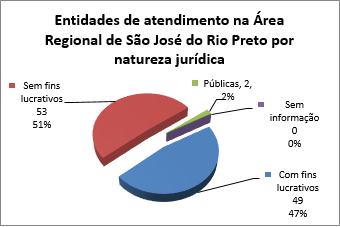 Entidades de atendimento na Área
Regional de São José do Rio Preto por
natureza jurídica
Sem fins
lucrativos
53
51%
Públicas, 2,
2%
Sem
informação
0
0%
Com fins
lucrativos
49
47%